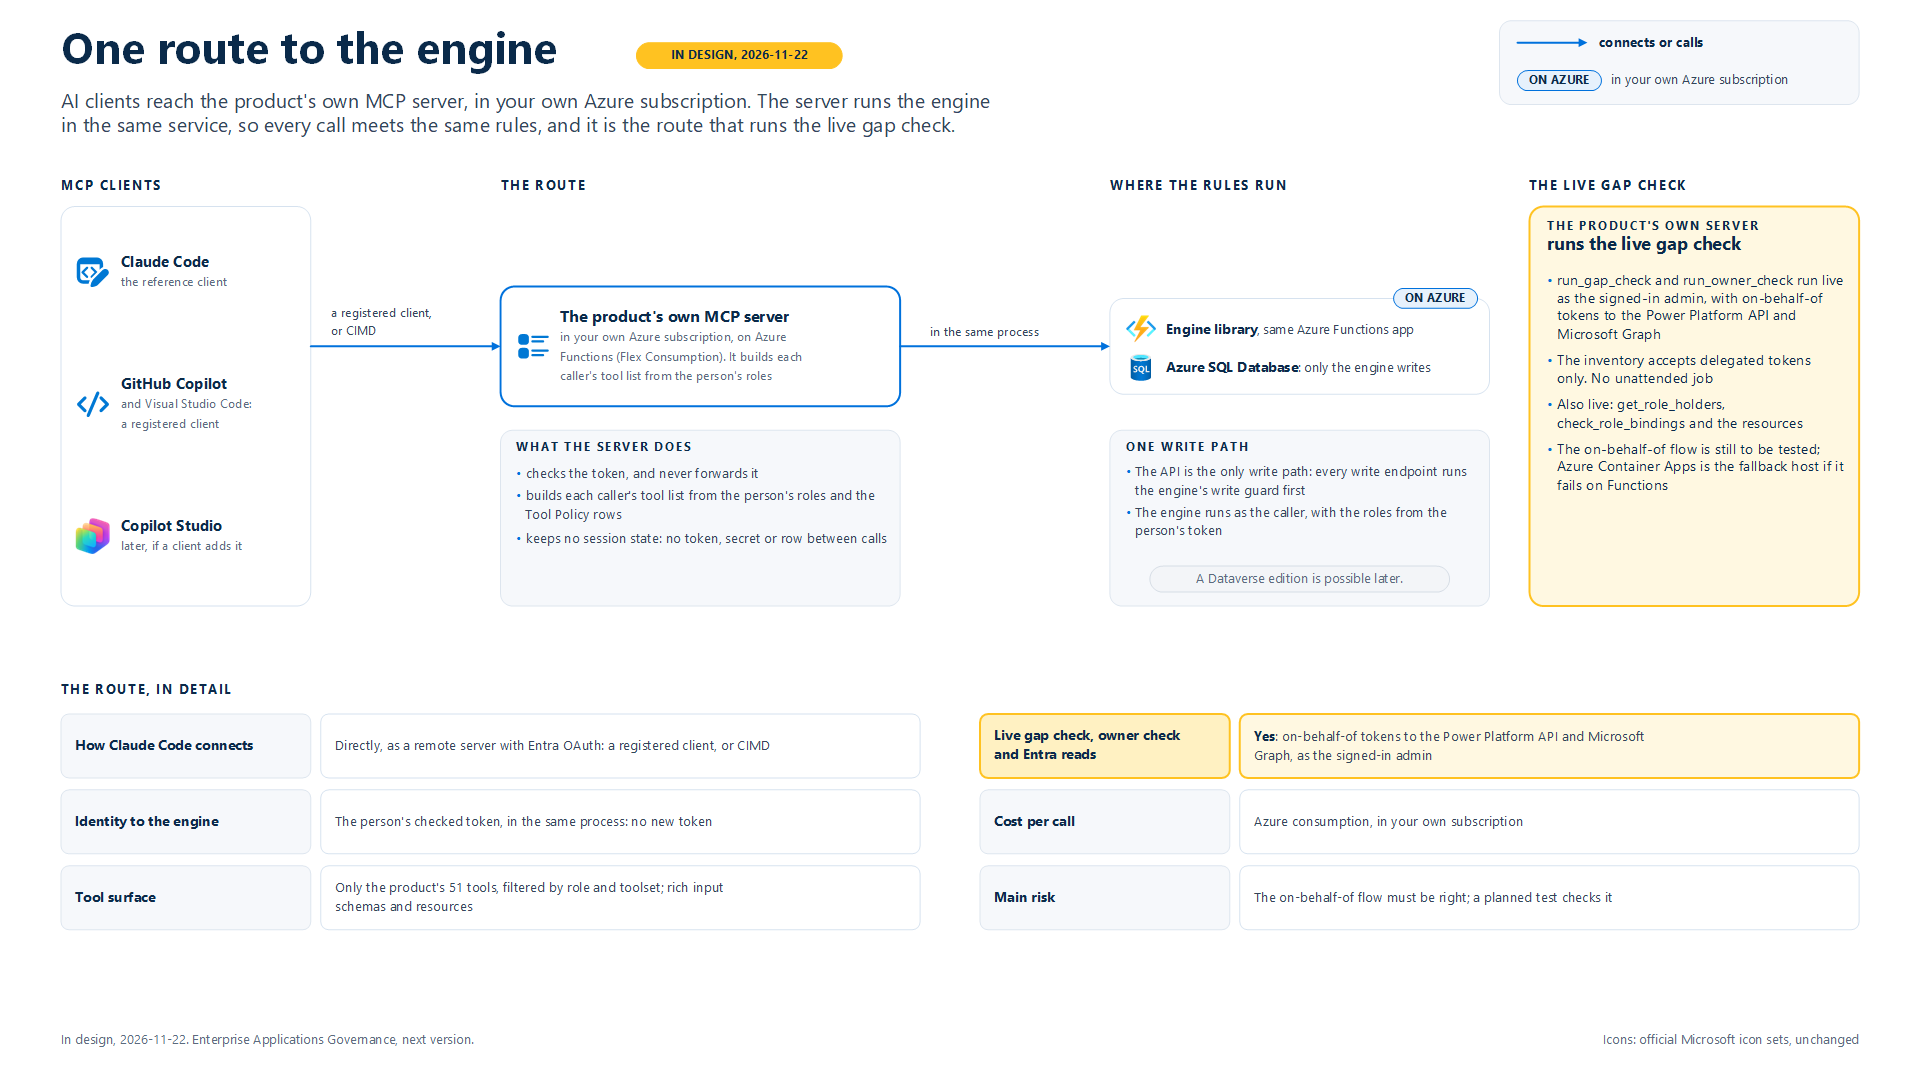 One route to the engine
IN DESIGN, 2026-11-22
connects or calls
ON AZURE
in your own Azure subscription
AI clients reach the product's own MCP server, in your own Azure subscription. The server runs the engine
in the same service, so every call meets the same rules, and it is the route that runs the live gap check.
MCP CLIENTS
Claude Code
the reference client
GitHub Copilot
and Visual Studio Code:
a registered client
Copilot Studio
later, if a client adds it
a registered client,
or CIMD
THE ROUTE
The product's own MCP server
in your own Azure subscription, on Azure
Functions (Flex Consumption). It builds each
caller's tool list from the person's roles
WHAT THE SERVER DOES
• checks the token, and never forwards it
• builds each caller's tool list from the person's roles and the
Tool Policy rows
• keeps no session state: no token, secret or row between calls
in the same process
WHERE THE RULES RUN
ON AZURE
Engine library, same Azure Functions app
SQL
Azure SQL Database: only the engine writes
ONE WRITE PATH
• The API is the only write path: every write endpoint runs
the engine's write guard first
• The engine runs as the caller, with the roles from the
person's token
A Dataverse edition is possible later.
THE LIVE GAP CHECK
THE PRODUCT'S OWN SERVER
runs the live gap check
• run_gap_check and run_owner_check run live
as the signed-in admin, with on-behalf-of
tokens to the Power Platform API and
Microsoft Graph
• The inventory accepts delegated tokens
only. No unattended job
• Also live: get_role_holders,
check_role_bindings and the resources
• The on-behalf-of flow is still to be tested;
Azure Container Apps is the fallback host if it
fails on Functions
THE ROUTE, IN DETAIL
How Claude Code connects
Directly, as a remote server with Entra OAuth: a registered client, or CIMD
Identity to the engine
The person's checked token, in the same process: no new token
Tool surface
Only the product's 51 tools, filtered by role and toolset; rich input
schemas and resources
Live gap check, owner check
and Entra reads
Yes: on-behalf-of tokens to the Power Platform API and Microsoft
Graph, as the signed-in admin
Cost per call
Azure consumption, in your own subscription
Main risk
The on-behalf-of flow must be right; a planned test checks it
In design, 2026-11-22. Enterprise Applications Governance, next version.
Icons: official Microsoft icon sets, unchanged